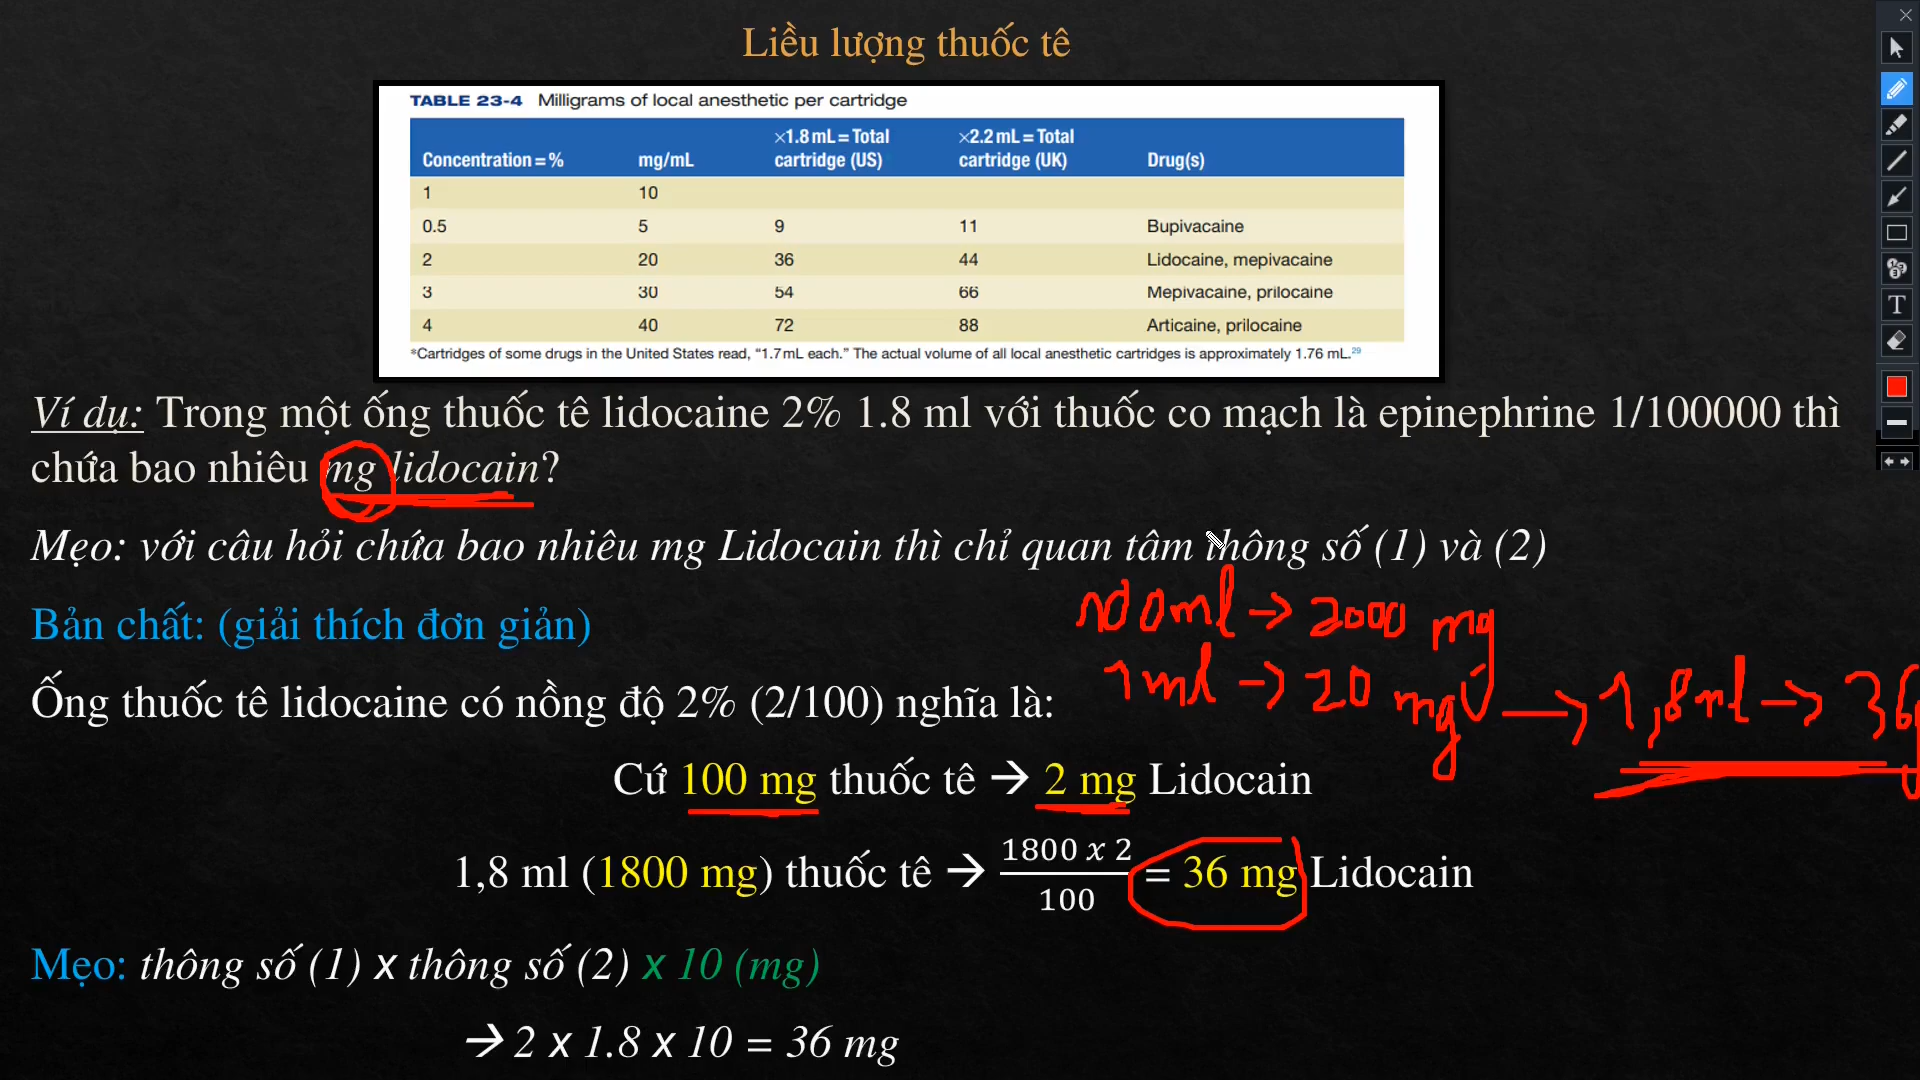 Liều lượng thuốc tê
TABLE 23-4 Milligrams of local anesthetic per cartridge
Concentration = % mg/mL ×1.8 mL = Total cartridge (US) ×2.2 mL = Total cartridge (UK) Drug(s)
1 10
0.5 5 9 11 Bupivacaine
2 20 36 44 Lidocaine, mepivacaine
3 30 54 66 Mepivacaine, prilocaine
4 40 72 88 Articaine, prilocaine
*Cartridges of some drugs in the United States read, “1.7 mL each.” The actual volume of all local anesthetic cartridges is approximately 1.76 mL.29
Ví dụ: Trong một ống thuốc tê lidocaine 2% 1.8 ml với thuốc co mạch là epinephrine 1/100000 thì
chứa bao nhiêu mg lidocain?
Mẹo: với câu hỏi chứa bao nhiêu mg Lidocain thì chỉ quan tâm thông số (1) và (2)
100ml → 2000 mg
Bản chất: (giải thích đơn giản)
1ml → 20 mg → 1,8ml → 36
Ống thuốc tê lidocaine có nồng độ 2% (2/100) nghĩa là:
Cứ 100 mg thuốc tê → 2 mg Lidocain
1,8 ml (1800 mg) thuốc tê → 1800 x 2 / 100 = 36 mg Lidocain
Mẹo: thông số (1) x thông số (2) x 10 (mg)
→ 2 x 1.8 x 10 = 36 mg
T